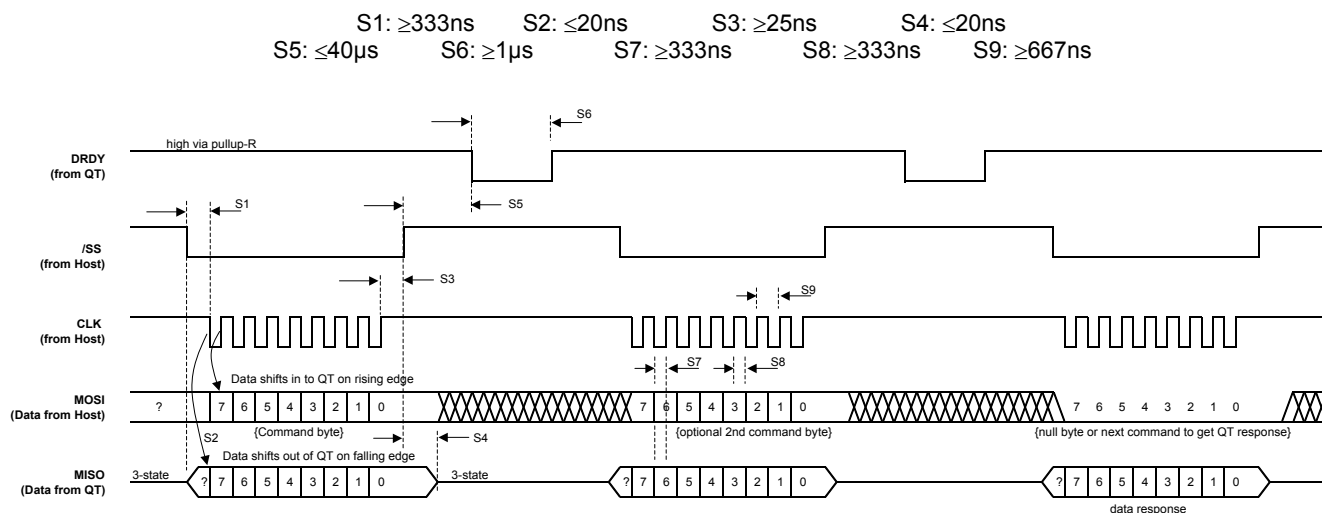 S1: ≥333ns S2: ≤20ns S3: ≥25ns S4: ≤20ns
S5: ≤40µs S6: ≥1µs S7: ≥333ns S8: ≥333ns S9: ≥667ns
S6
high via pullup-R
DRDY
(from QT)
S1
S5
/SS
(from Host)
S3
S9
CLK
(from Host)
S7
S8
Data shifts in to QT on rising edge
MOSI
(Data from Host)
? 7 6 5 4 3 2 1 0 7 6 5 4 3 2 1 0 7 6 5 4 3 2 1 0
{Command byte} {optional 2nd command byte} {null byte or next command to get QT response}
S2
S4
Data shifts out of QT on falling edge
MISO
(Data from QT)
3-state ? 7 6 5 4 3 2 1 0 3-state ? 7 6 5 4 3 2 1 0 ? 7 6 5 4 3 2 1 0
data response